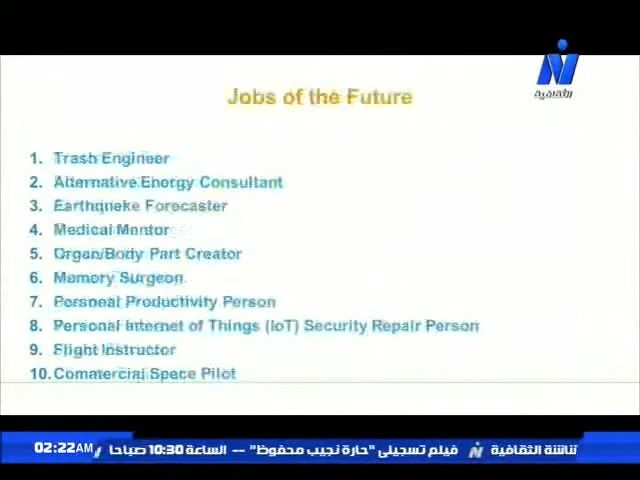 الثقافية
Jobs of the Future
1. Trash Engineer
2. Alternative Energy Consultant
3. Earthqneke Forecaster
4. Medical Mentor
5. Organ/Body Part Creator
6. Memory Surgeon
7. Personal Productivity Person
8. Personal Internet of Things (IoT) Security Repair Person
9. Flight Instructor
10. Commercial Space Pilot
شاشة الثقافية فيلم تسجيلي "حارة نجيب محفوظ" -- الساعة 10:30 صباحا
02:22AM